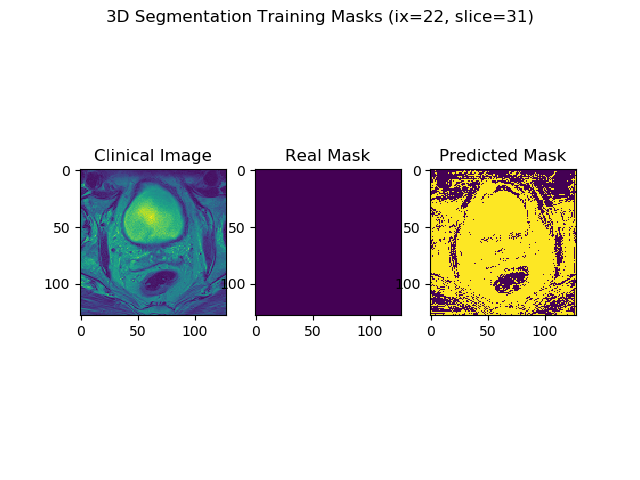 3D Segmentation Training Masks (ix=22, slice=31)
Clinical Image Real Mask Predicted Mask
0 0 0
50 50 50
100 100 100
0 50 100 0 50 100 0 50 100